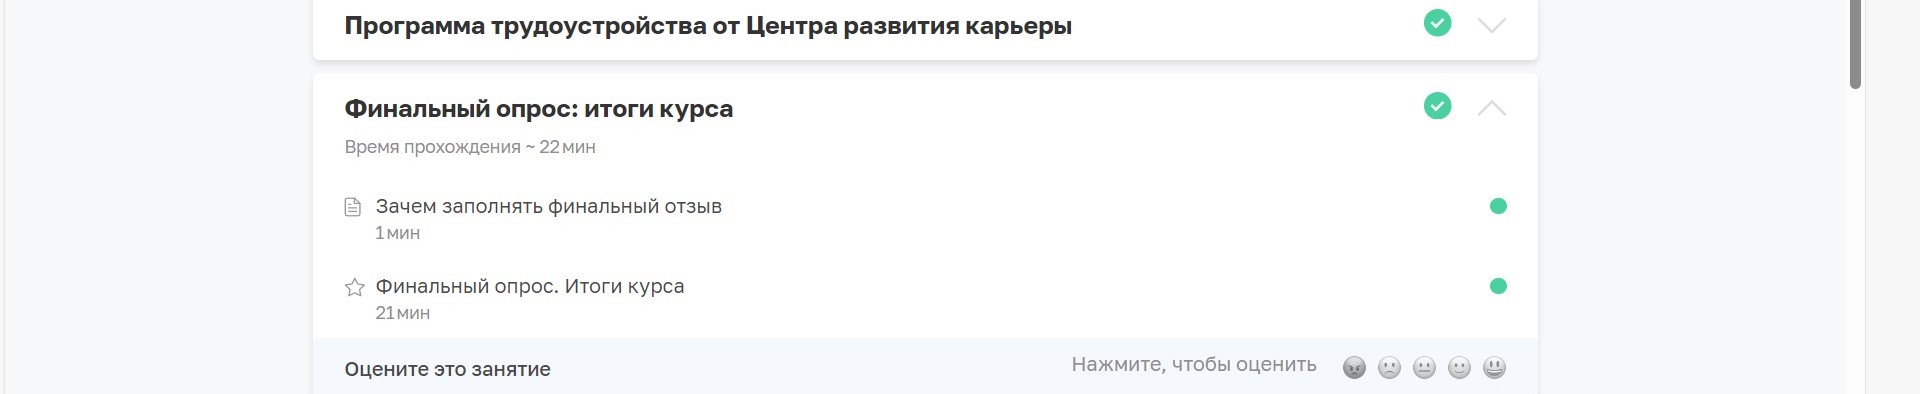 Программа трудоустройства от Центра развития карьеры
Финальный опрос: итоги курса
Время прохождения ~ 22 мин
Зачем заполнять финальный отзыв
1 мин
Финальный опрос. Итоги курса
21 мин
Оцените это занятие Нажмите, чтобы оценить